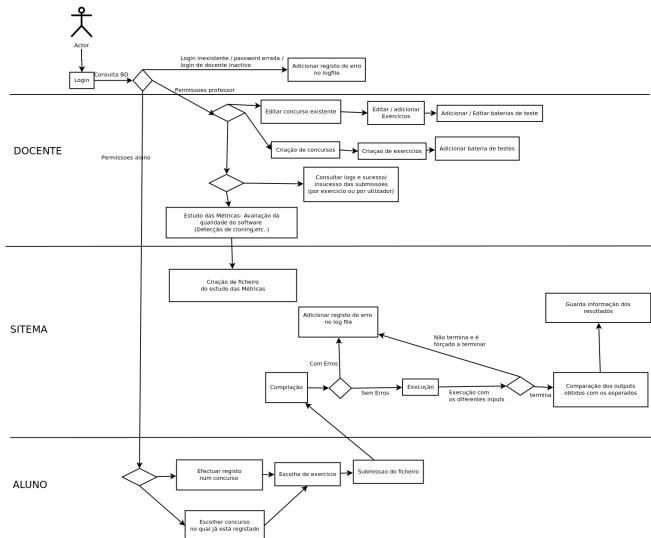 Actor
Login
Consulta BD
Login inexistente / password errada /
login de docente inactivo
Adicionar registo do erro
no logfile
Permissoes professor
Editar concurso existente
Editar / adicionar
Exercícios
Adicionar / Editar baterias de teste
DOCENTE
Criação de concursos
Criaçao de exercicios
Adicionar bateria de testes
Permissoes aluno
Consultar logs e sucesso/
insucesso das submissoes
(por exercicio ou por utilzador)
Estudo das Métricas- Avaliação da
qualidade do software
(Detecção de cloning,etc..)
Criação de ficheiro
do estudo das Métricas
SITEMA
Adicionar registo do erro
no log file
Guarda informação dos
resultados
Não termina e é
forçado a terminar
Com Erros
Compilação
Sem Erros
Execução
Execução com
os diferentes inputs
termina
Comparação dos outputs
obtidos com os esperados
ALUNO
Efectuar registo
num concurso
Escolha do exercicio
Submissao do ficheiro
Escolher concurso
no qual já está registado